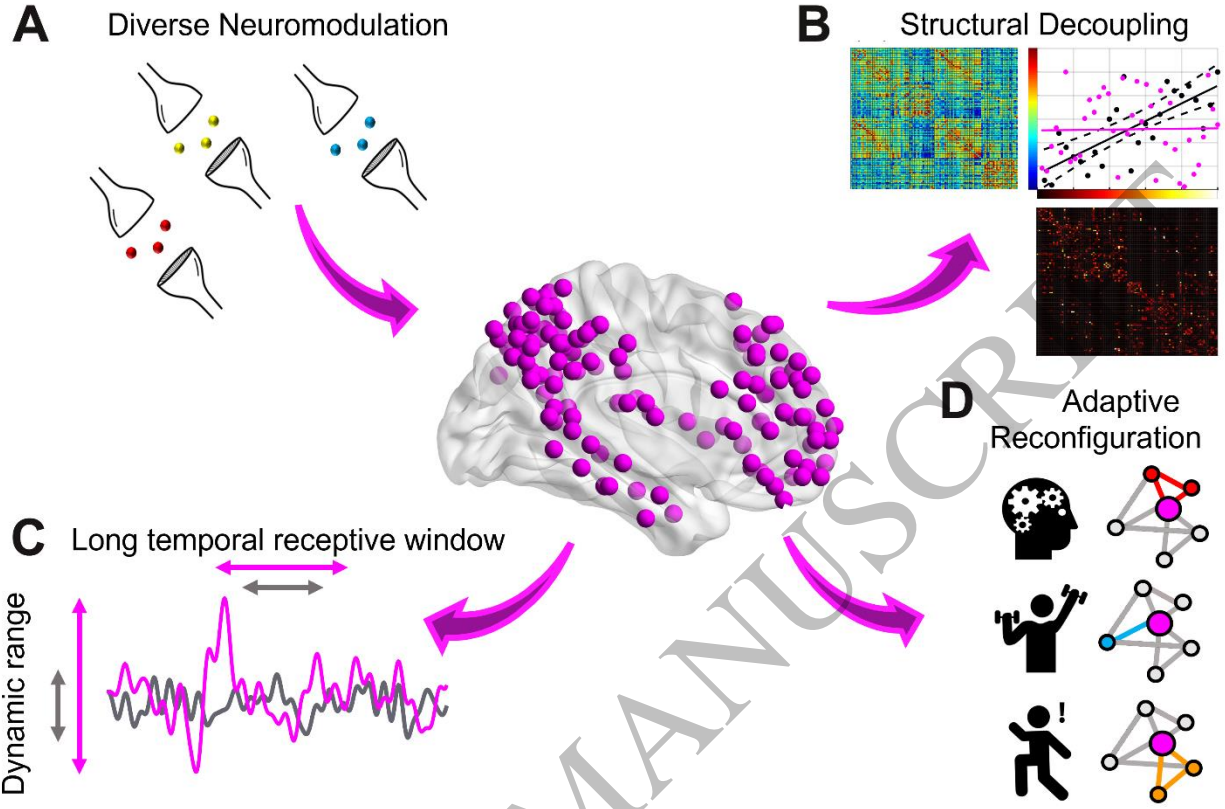 A Diverse Neuromodulation
B Structural Decoupling
C Long temporal receptive window
Dynamic range
D Adaptive
Reconfiguration
!
MANUSCRIPT